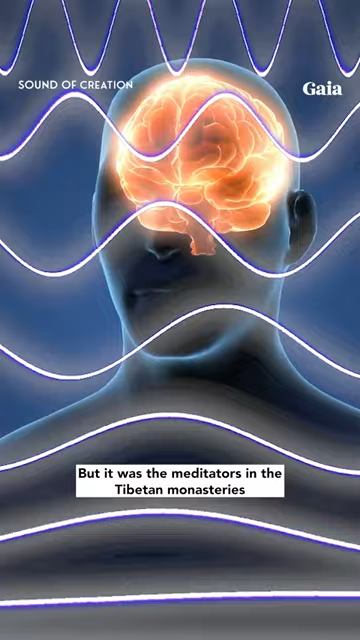 SOUND OF CREATION
Gaia
But it was the meditators in the
Tibetan monasteries